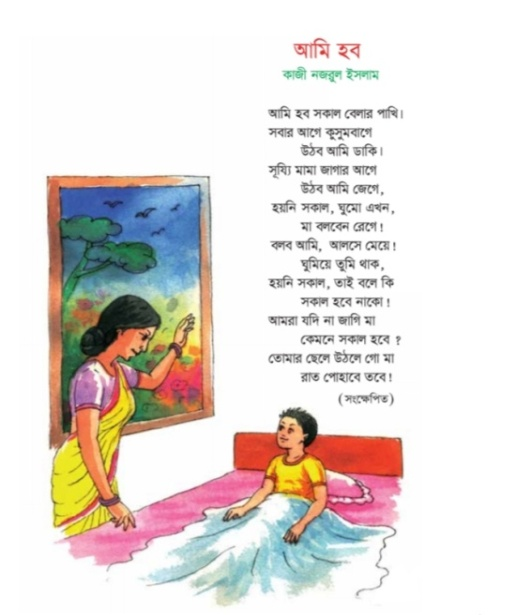 আমি হব
কাজী নজরুল ইসলাম
আমি হব সকাল বেলার পাখি।
সবার আগে কুসুমবাগে
উঠব আমি ডাকি।
সূয্যি মামা জাগার আগে
উঠব আমি জেগে,
হয়নি সকাল, ঘুমো এখন,
মা বলবেন রেগে!
বলব আমি, আলসে মেয়ে!
ঘুমিয়ে তুমি থাক,
হয়নি সকাল, তাই বলে কি
সকাল হবে নাকো!
আমরা যদি না জাগি মা
কেমনে সকাল হবে ?
তোমার ছেলে উঠলে গো মা
রাত পোহাবে তবে!
(সংক্ষেপিত)